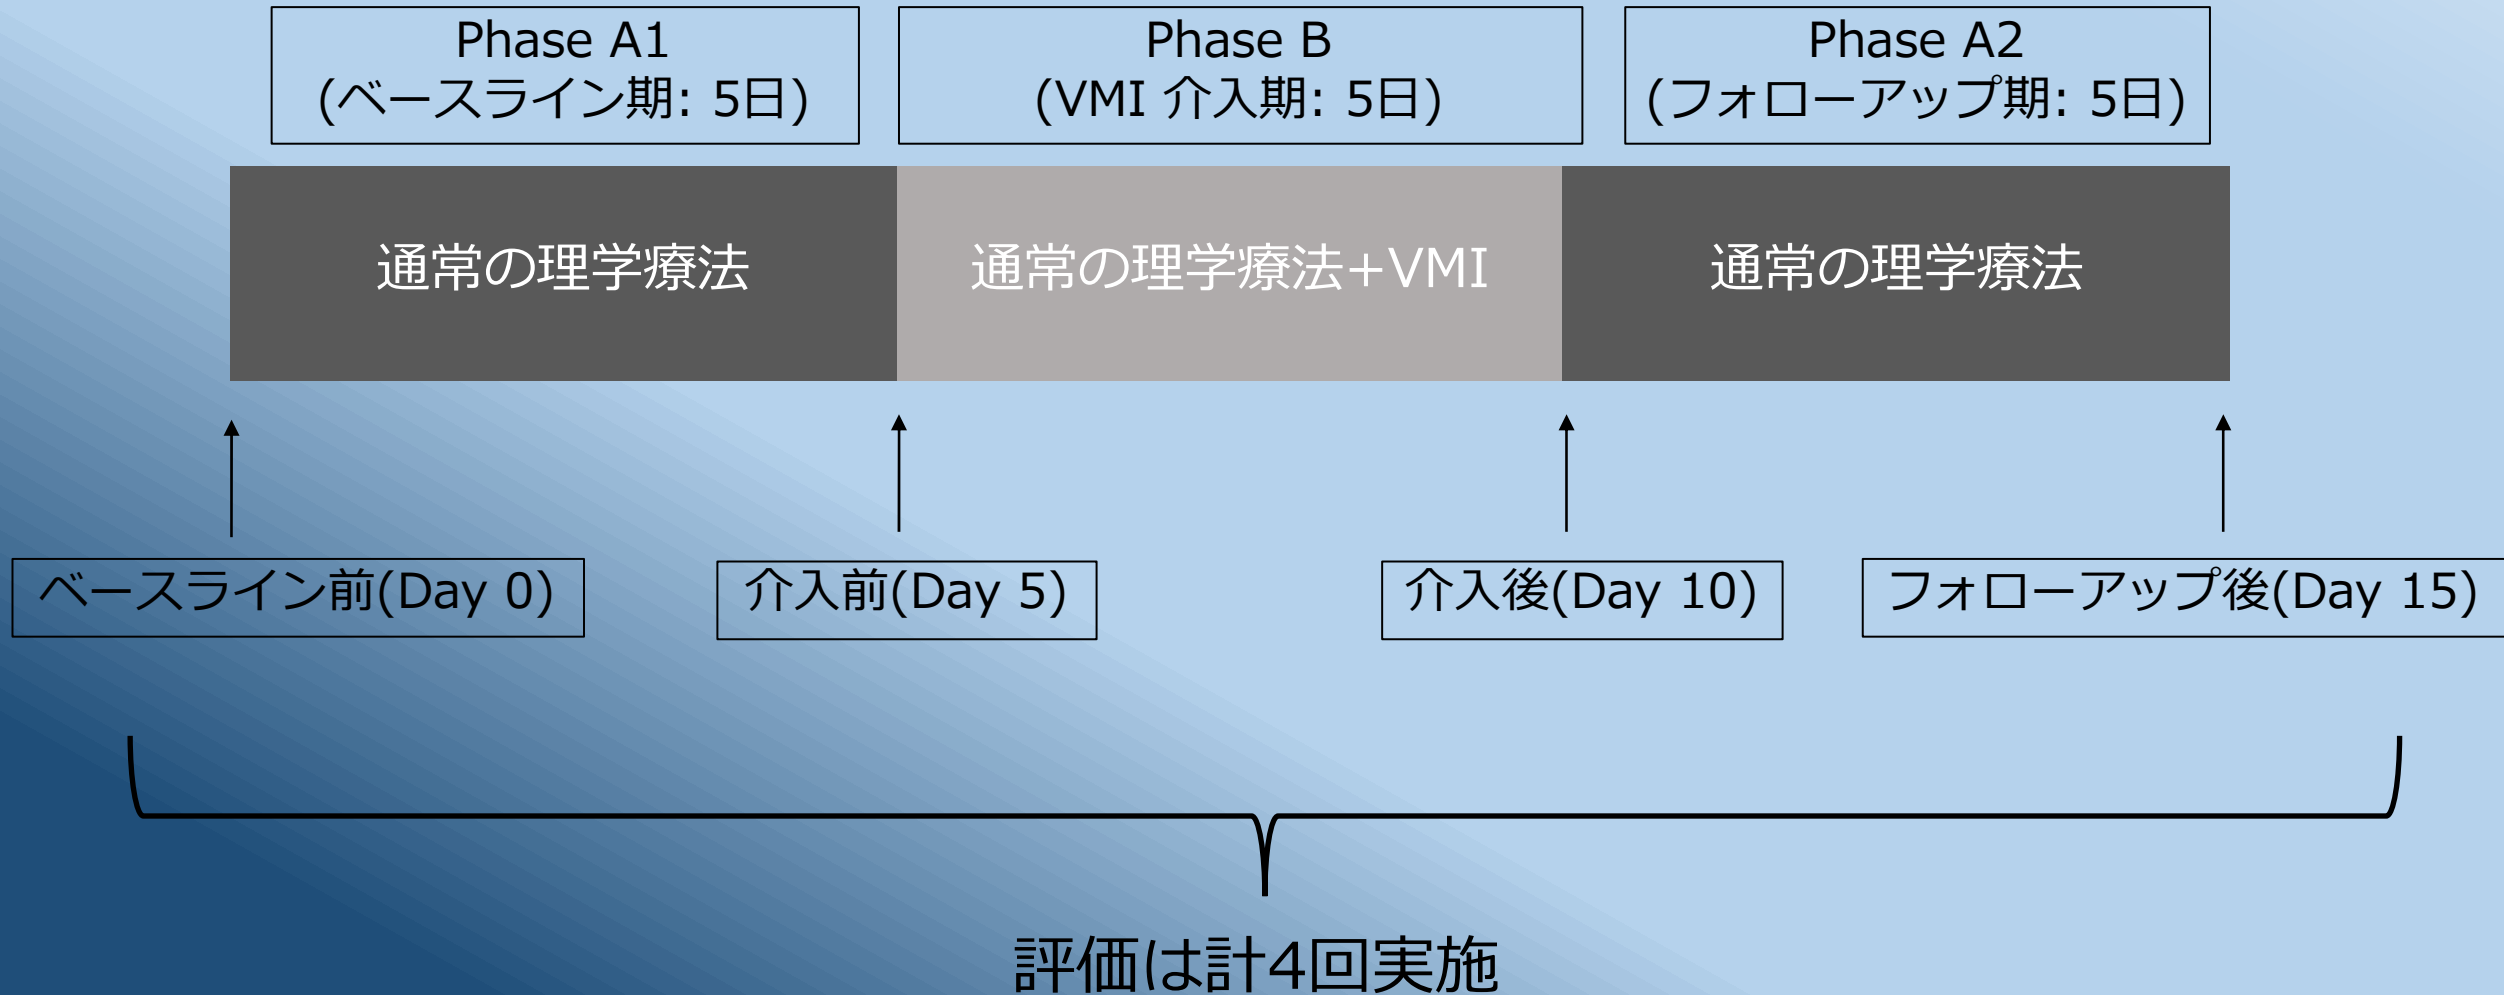 Phase A1
(ベースライン期: 5日)
Phase B
(VMI 介入期: 5日)
Phase A2
(フォローアップ期: 5日)
通常の理学療法
通常の理学療法+VMI
通常の理学療法
ベースライン前(Day 0)
介入前(Day 5)
介入後(Day 10)
フォローアップ後(Day 15)
評価は計4回実施